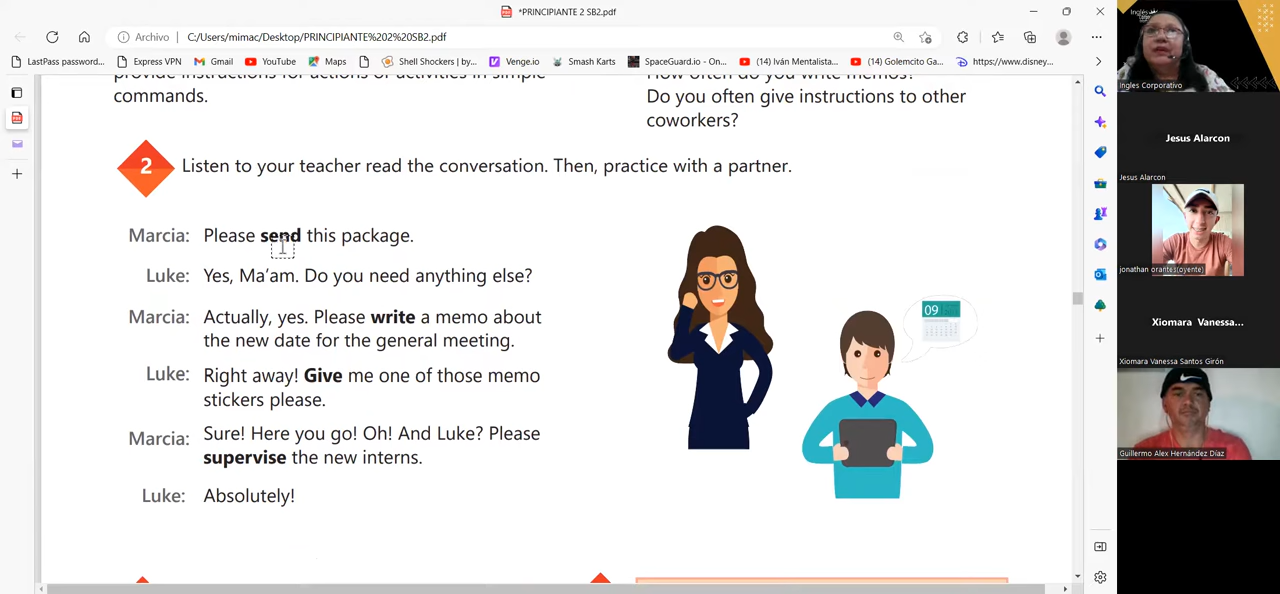 *PRINCIPIANTE 2 SB2.pdf
Archivo
C:/Users/mimac/Desktop/PRINCIPIANTE%202%20SB2.pdf
LastPass password...
Express VPN
Gmail
YouTube
Maps
Shell Shockers | by...
Venge.io
Smash Karts
SpaceGuard.io - On...
(14) Iván Mentalista...
(14) Golemcito Ga...
https://www.disney...
provide instructions for actions or activities in simple
commands.
How often do you write memos?
Do you often give instructions to other
coworkers?
2
Listen to your teacher read the conversation. Then, practice with a partner.
Marcia: Please send this package.
Luke: Yes, Ma'am. Do you need anything else?
Marcia: Actually, yes. Please write a memo about
the new date for the general meeting.
Luke: Right away! Give me one of those memo
stickers please.
Marcia: Sure! Here you go! Oh! And Luke? Please
supervise the new interns.
Luke: Absolutely!
09
Inglés
Ingles Corporativo
Jesus Alarcon
Jesus Alarcon
jonathan orantes(oyente)
Xiomara Vanessa...
Xiomara Vanessa Santos Girón
Guillermo Alex Hernández Díaz